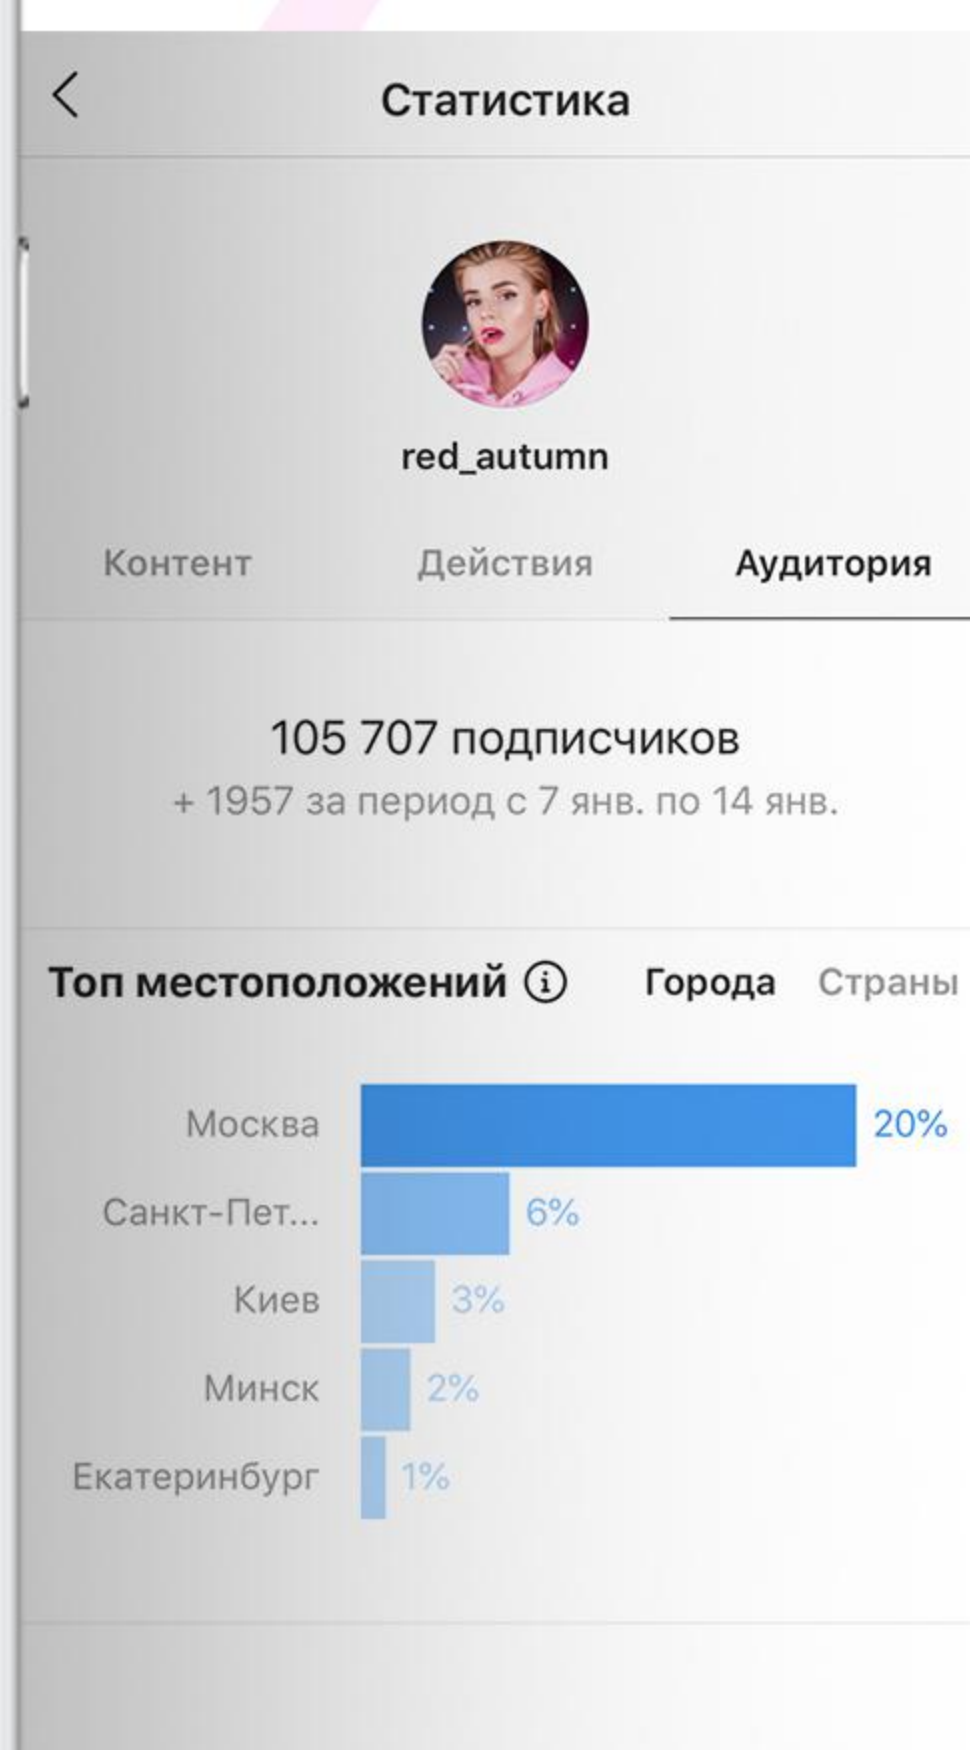 Статистика
red_autumn
Контент Действия Аудитория
105 707 подписчиков
+ 1957 за период с 7 янв. по 14 янв.
Топ местоположений Города Страны
Москва 20%
Санкт-Пет... 6%
Киев 3%
Минск 2%
Екатеринбург 1%